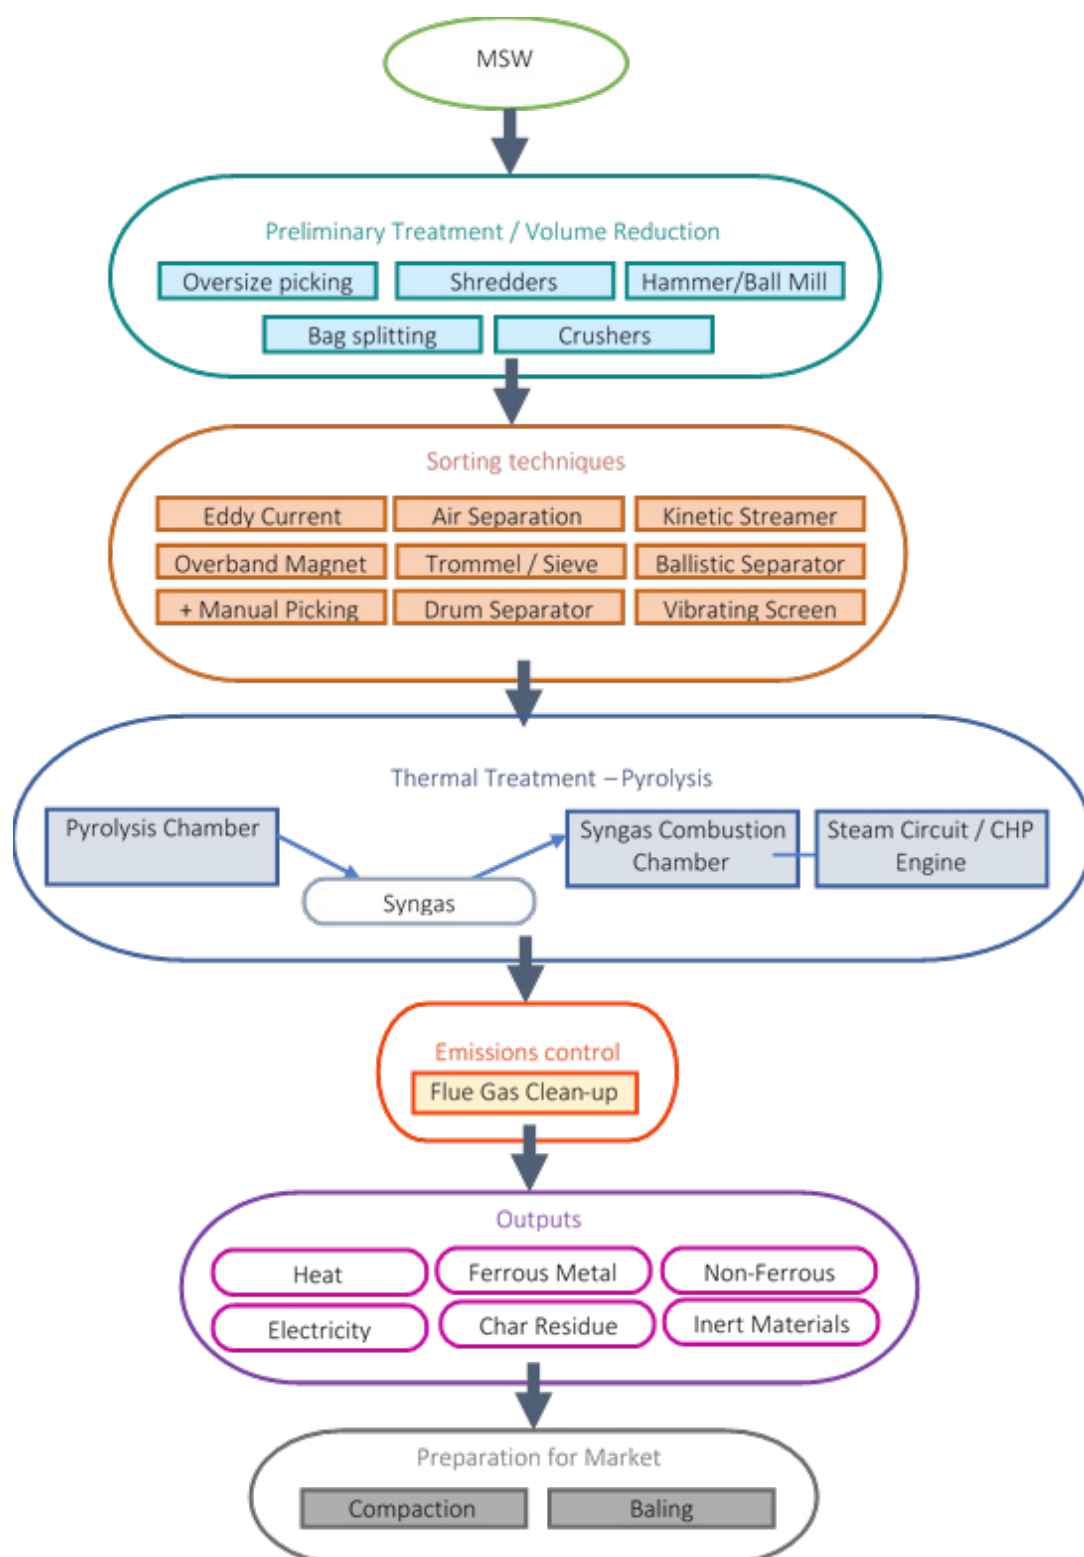 MSW
Preliminary Treatment / Volume Reduction
Oversize picking
Shredders
Hammer/Ball Mill
Bag splitting
Crushers
Sorting techniques
Eddy Current
Air Separation
Kinetic Streamer
Overband Magnet
Trommel / Sieve
Ballistic Separator
+ Manual Picking
Drum Separator
Vibrating Screen
Thermal Treatment – Pyrolysis
Pyrolysis Chamber
Syngas Combustion
Chamber
Steam Circuit / CHP
Engine
Syngas
Emissions control
Flue Gas Clean-up
Outputs
Heat
Ferrous Metal
Non-Ferrous
Electricity
Char Residue
Inert Materials
Preparation for Market
Compaction
Baling